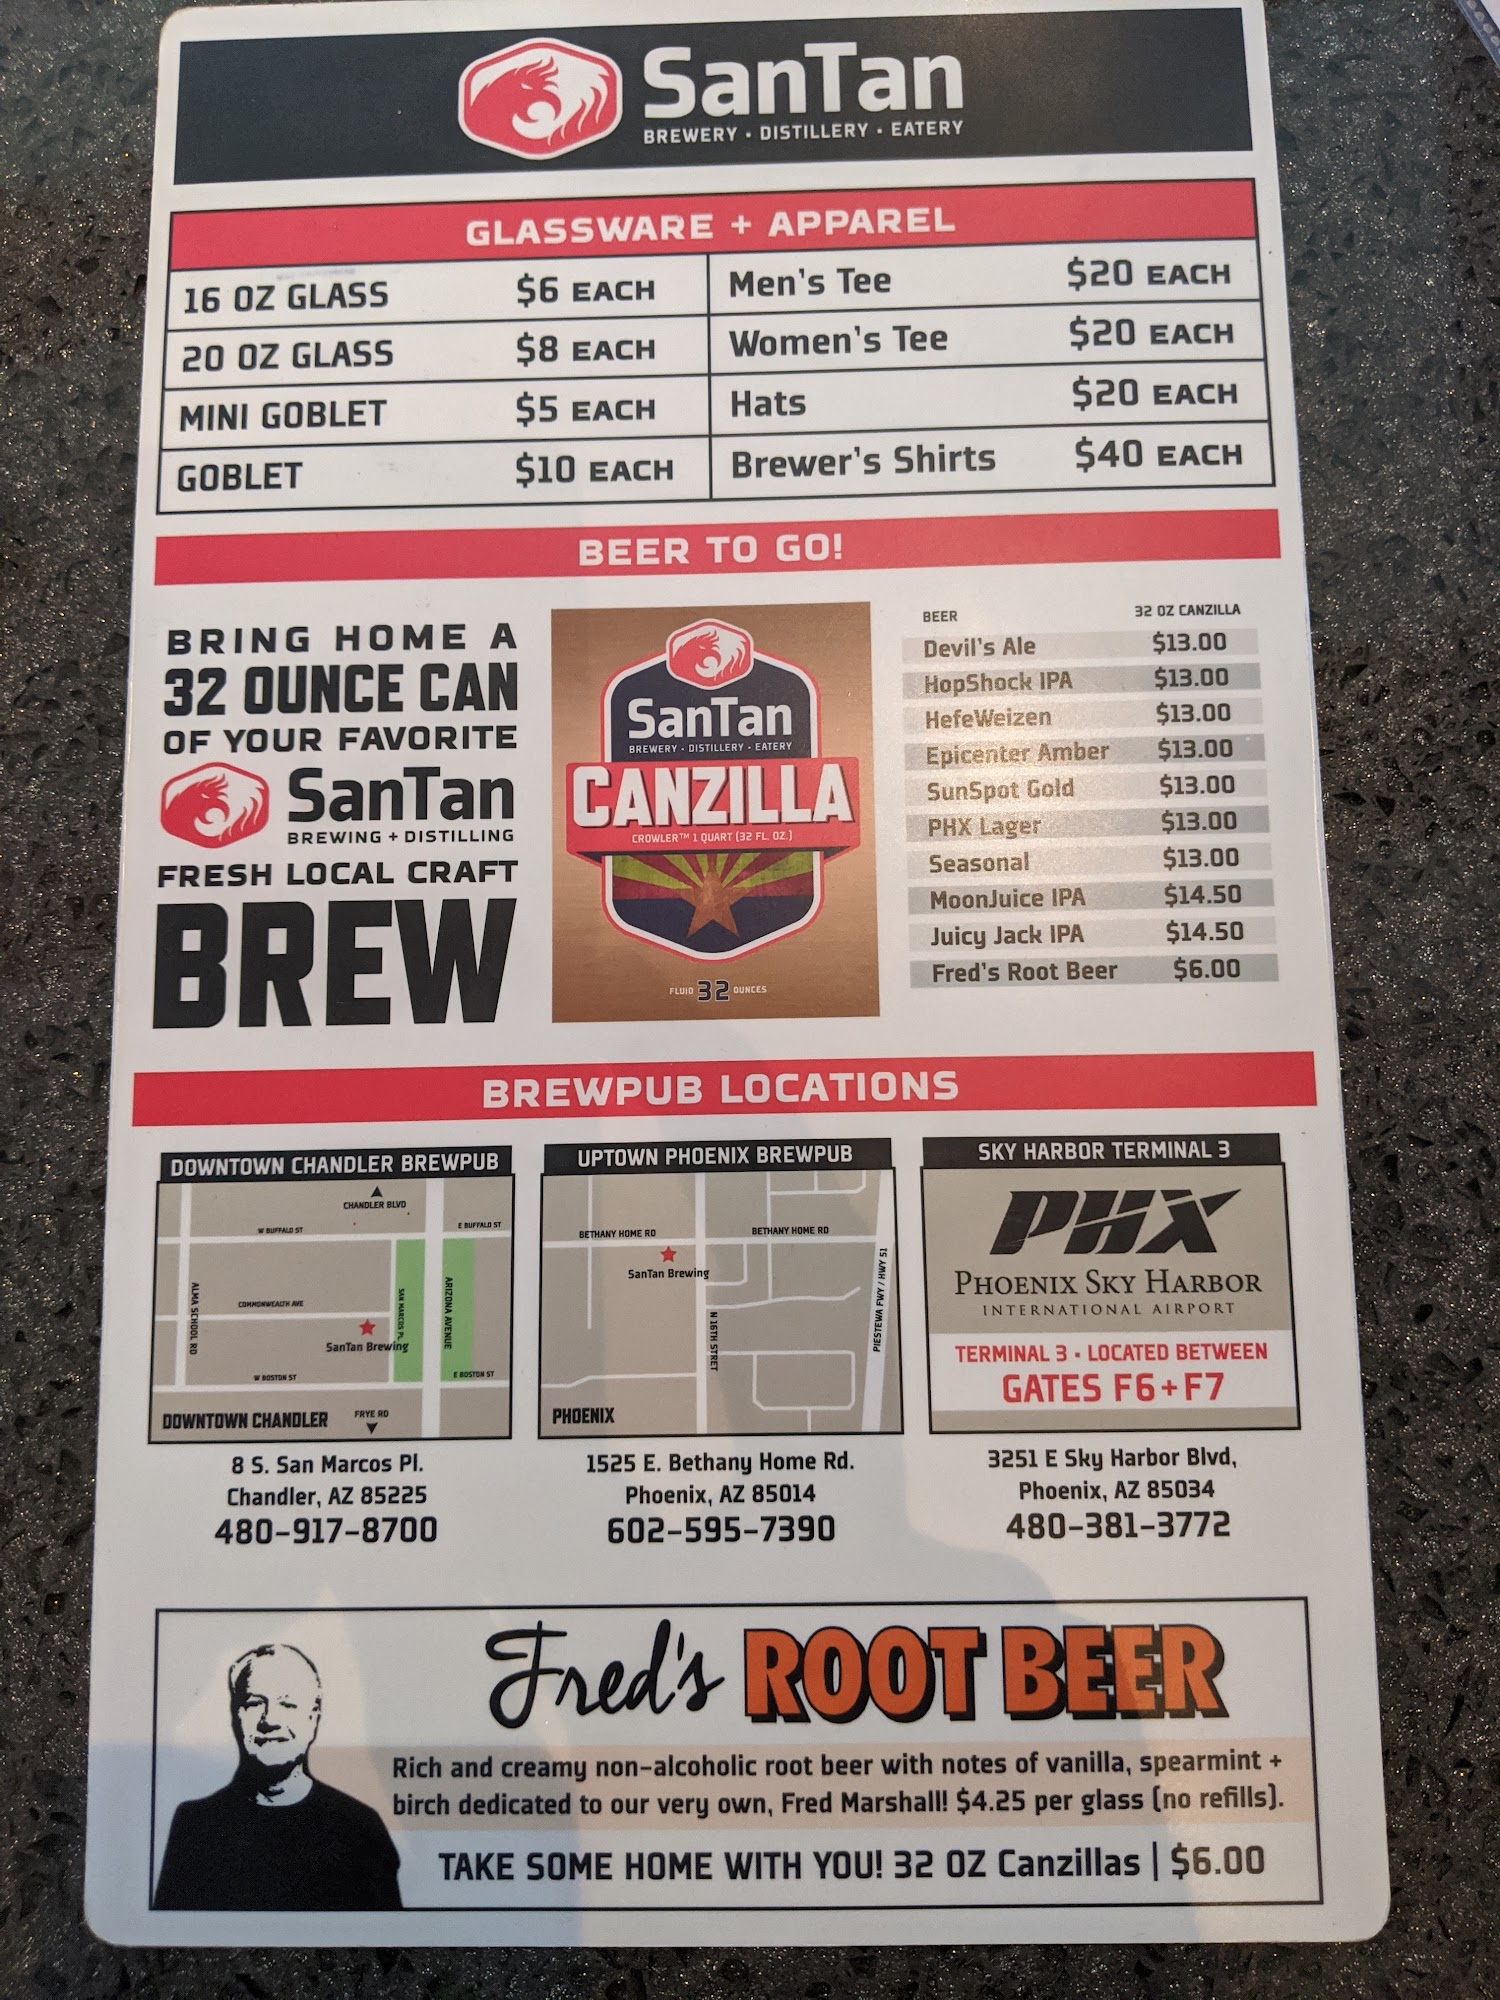 SanTan
BREWERY • DISTILLERY • EATERY
GLASSWARE + APPAREL
16 OZ GLASS $6 EACH
20 OZ GLASS $8 EACH
MINI GOBLET $5 EACH
GOBLET $10 EACH
Men's Tee $20 EACH
Women's Tee $20 EACH
Hats $20 EACH
Brewer's Shirts $40 EACH
BEER TO GO!
BRING HOME A
32 OUNCE CAN
OF YOUR FAVORITE
SanTan
BREWING + DISTILLING
FRESH LOCAL CRAFT
BREW
SanTan
BREWERY • DISTILLERY • EATERY
CANZILLA
CROWLER™ 1 QUART (32 FL. OZ.)
FLUID 32 OUNCES
BEER 32 OZ CANZILLA
Devil's Ale $13.00
HopShock IPA $13.00
HefeWeizen $13.00
Epicenter Amber $13.00
SunSpot Gold $13.00
PHX Lager $13.00
Seasonal $13.00
MoonJuice IPA $14.50
Juicy Jack IPA $14.50
Fred's Root Beer $6.00
BREWPUB LOCATIONS
DOWNTOWN CHANDLER BREWPUB
CHANDLER BLVD
W BUFFALO ST
E BUFFALO ST
ALMA SCHOOL RD
COMMONWEALTH AVE
SAN MARCOS PL
ARIZONA AVENUE
SanTan Brewing
W BOSTON ST
E BOSTON ST
DOWNTOWN CHANDLER
FRYE RD
8 S. San Marcos Pl.
Chandler, AZ 85225
480-917-8700
UPTOWN PHOENIX BREWPUB
BETHANY HOME RD
BETHANY HOME RD
SanTan Brewing
N 16TH STREET
PIESTEWA FWY / HWY 51
PHOENIX
1525 E. Bethany Home Rd.
Phoenix, AZ 85014
602-595-7390
SKY HARBOR TERMINAL 3
PHX
PHOENIX SKY HARBOR
INTERNATIONAL AIRPORT
TERMINAL 3 • LOCATED BETWEEN
GATES F6+F7
3251 E Sky Harbor Blvd,
Phoenix, AZ 85034
480-381-3772
Fred's ROOT BEER
Rich and creamy non-alcoholic root beer with notes of vanilla, spearmint +
birch dedicated to our very own, Fred Marshall! $4.25 per glass (no refills).
TAKE SOME HOME WITH YOU! 32 OZ Canzillas | $6.00